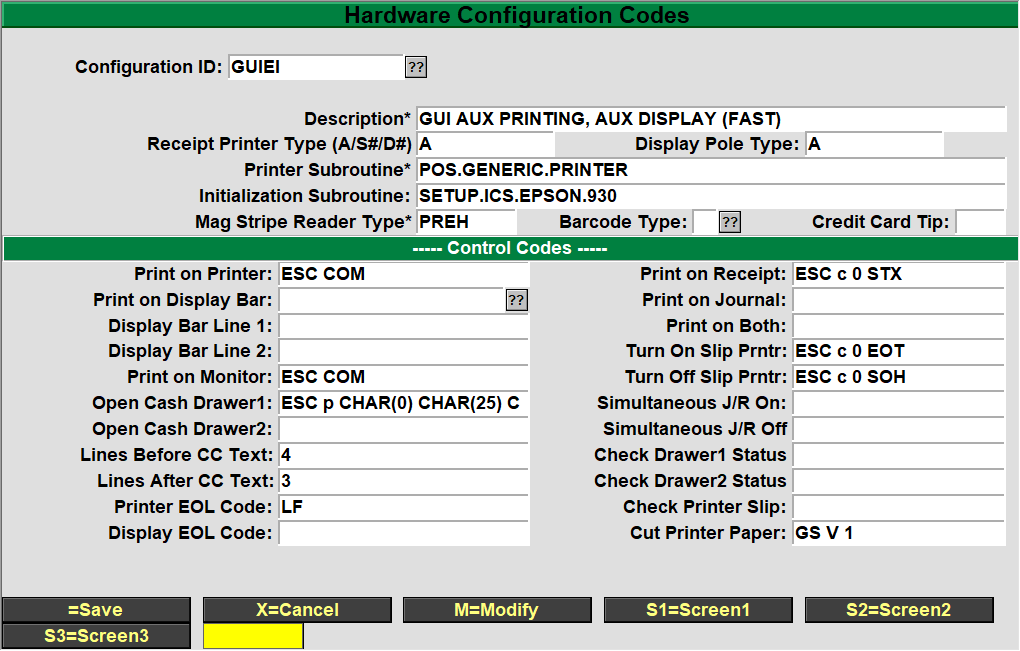 Hardware Configuration Codes
Configuration ID: GUIEI ??
Description* GUI AUX PRINTING, AUX DISPLAY (FAST)
Receipt Printer Type (A/S#/D#) A Display Pole Type: A
Printer Subroutine* POS.GENERIC.PRINTER
Initialization Subroutine: SETUP.ICS.EPSON.930
Mag Stripe Reader Type* PREH Barcode Type: ?? Credit Card Tip:
----- Control Codes -----
Print on Printer: ESC COM Print on Receipt: ESC c 0 STX
Print on Display Bar: ?? Print on Journal:
Display Bar Line 1: Print on Both:
Display Bar Line 2: Turn On Slip Prntr: ESC c 0 EOT
Print on Monitor: ESC COM Turn Off Slip Prntr: ESC c 0 SOH
Open Cash Drawer1: ESC p CHAR(0) CHAR(25) C Simultaneous J/R On:
Open Cash Drawer2: Simultaneous J/R Off
Lines Before CC Text: 4 Check Drawer1 Status
Lines After CC Text: 3 Check Drawer2 Status
Printer EOL Code: LF Check Printer Slip:
Display EOL Code: Cut Printer Paper: GS V 1
=Save X=Cancel M=Modify S1=Screen1 S2=Screen2
S3=Screen3